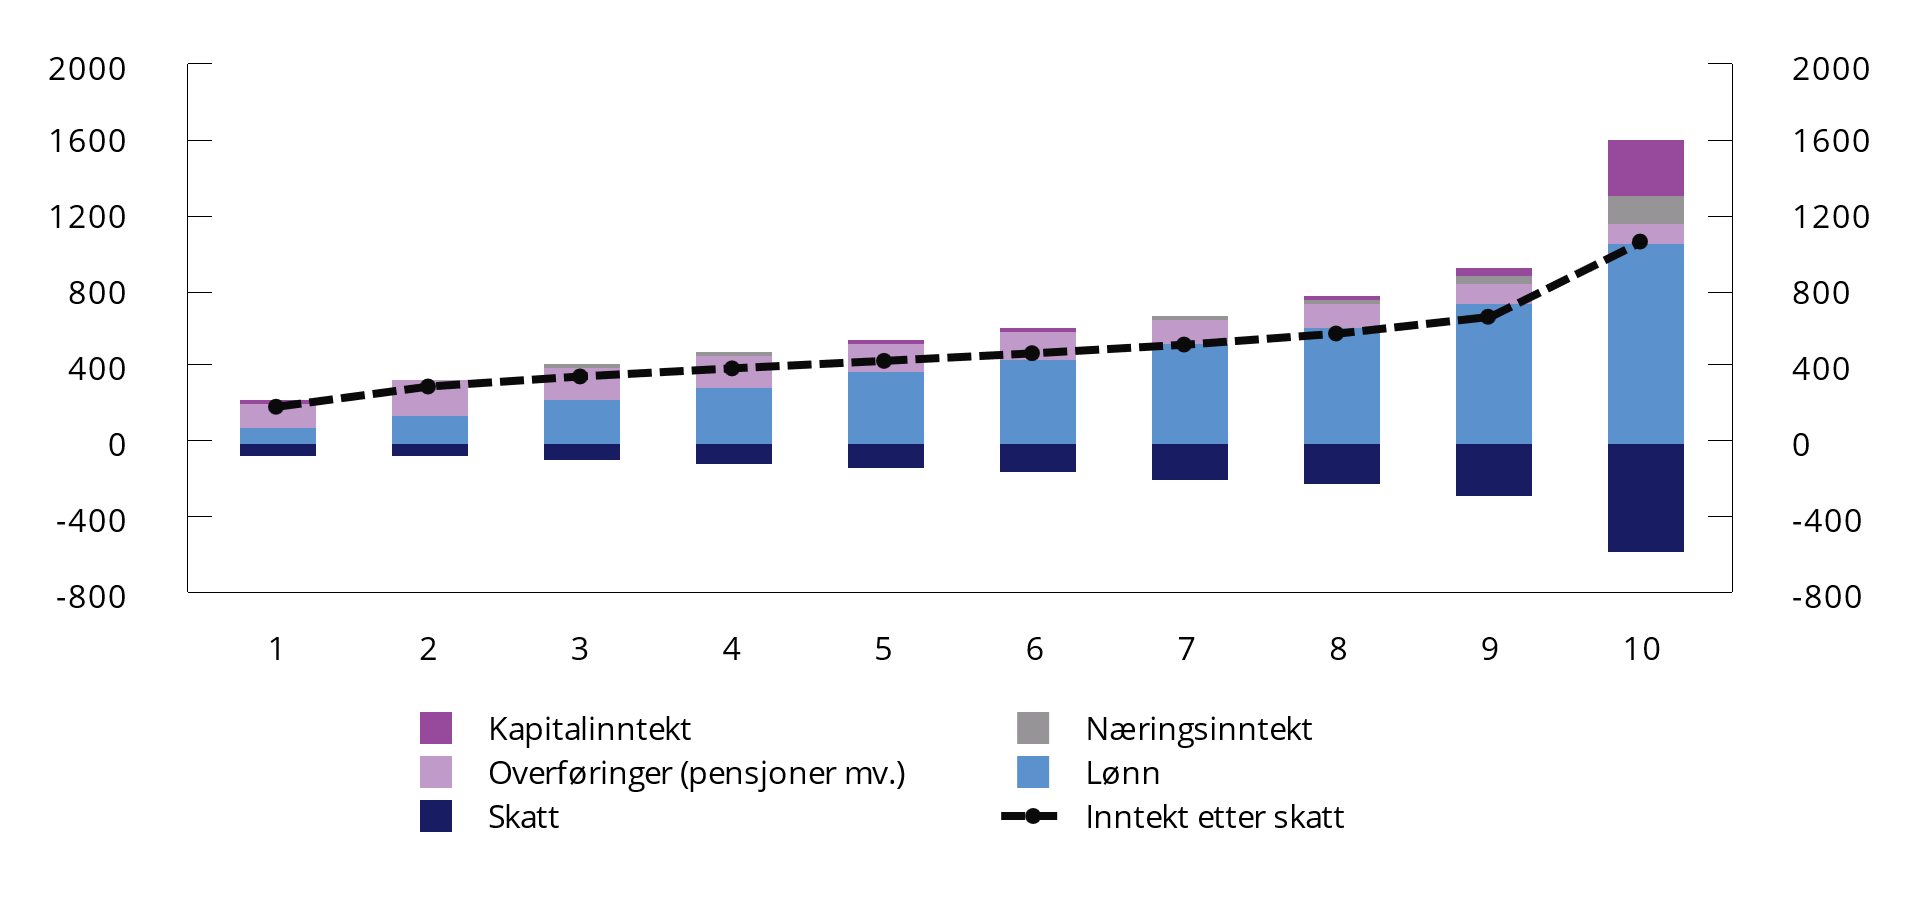 2000 2000
1600 1600
1200 1200
800 800
400 400
0 0
-400 -400
-800 -800
1 2 3 4 5 6 7 8 9 10
Kapitalinntekt Næringsinntekt
Overføringer (pensjoner mv.) Lønn
Skatt Inntekt etter skatt